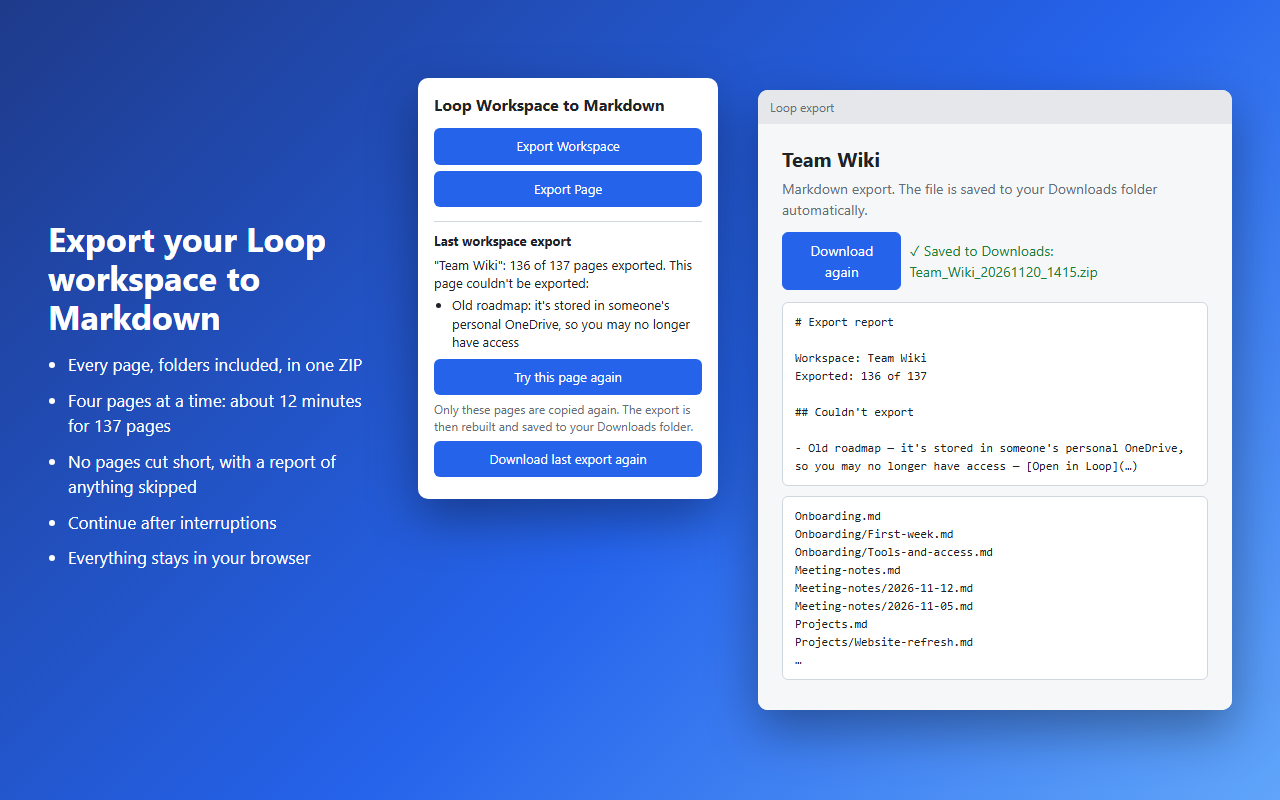 Export your Loop
workspace to
Markdown
• Every page, folders included, in one ZIP
• Four pages at a time: about 12 minutes
for 137 pages
• No pages cut short, with a report of
anything skipped
• Continue after interruptions
• Everything stays in your browser
Loop Workspace to Markdown
Export Workspace
Export Page
Last workspace export
"Team Wiki": 136 of 137 pages exported. This
page couldn't be exported:
• Old roadmap: it's stored in someone's
personal OneDrive, so you may no longer
have access
Try this page again
Only these pages are copied again. The export is
then rebuilt and saved to your Downloads folder.
Download last export again
Loop export
Team Wiki
Markdown export. The file is saved to your Downloads folder
automatically.
Download
again
✓ Saved to Downloads:
Team_Wiki_20261120_1415.zip
# Export report
Workspace: Team Wiki
Exported: 136 of 137
## Couldn't export
- Old roadmap — it's stored in someone's personal OneDrive,
so you may no longer have access — [Open in Loop](…)
Onboarding.md
Onboarding/First-week.md
Onboarding/Tools-and-access.md
Meeting-notes.md
Meeting-notes/2026-11-12.md
Meeting-notes/2026-11-05.md
Projects.md
Projects/Website-refresh.md
…